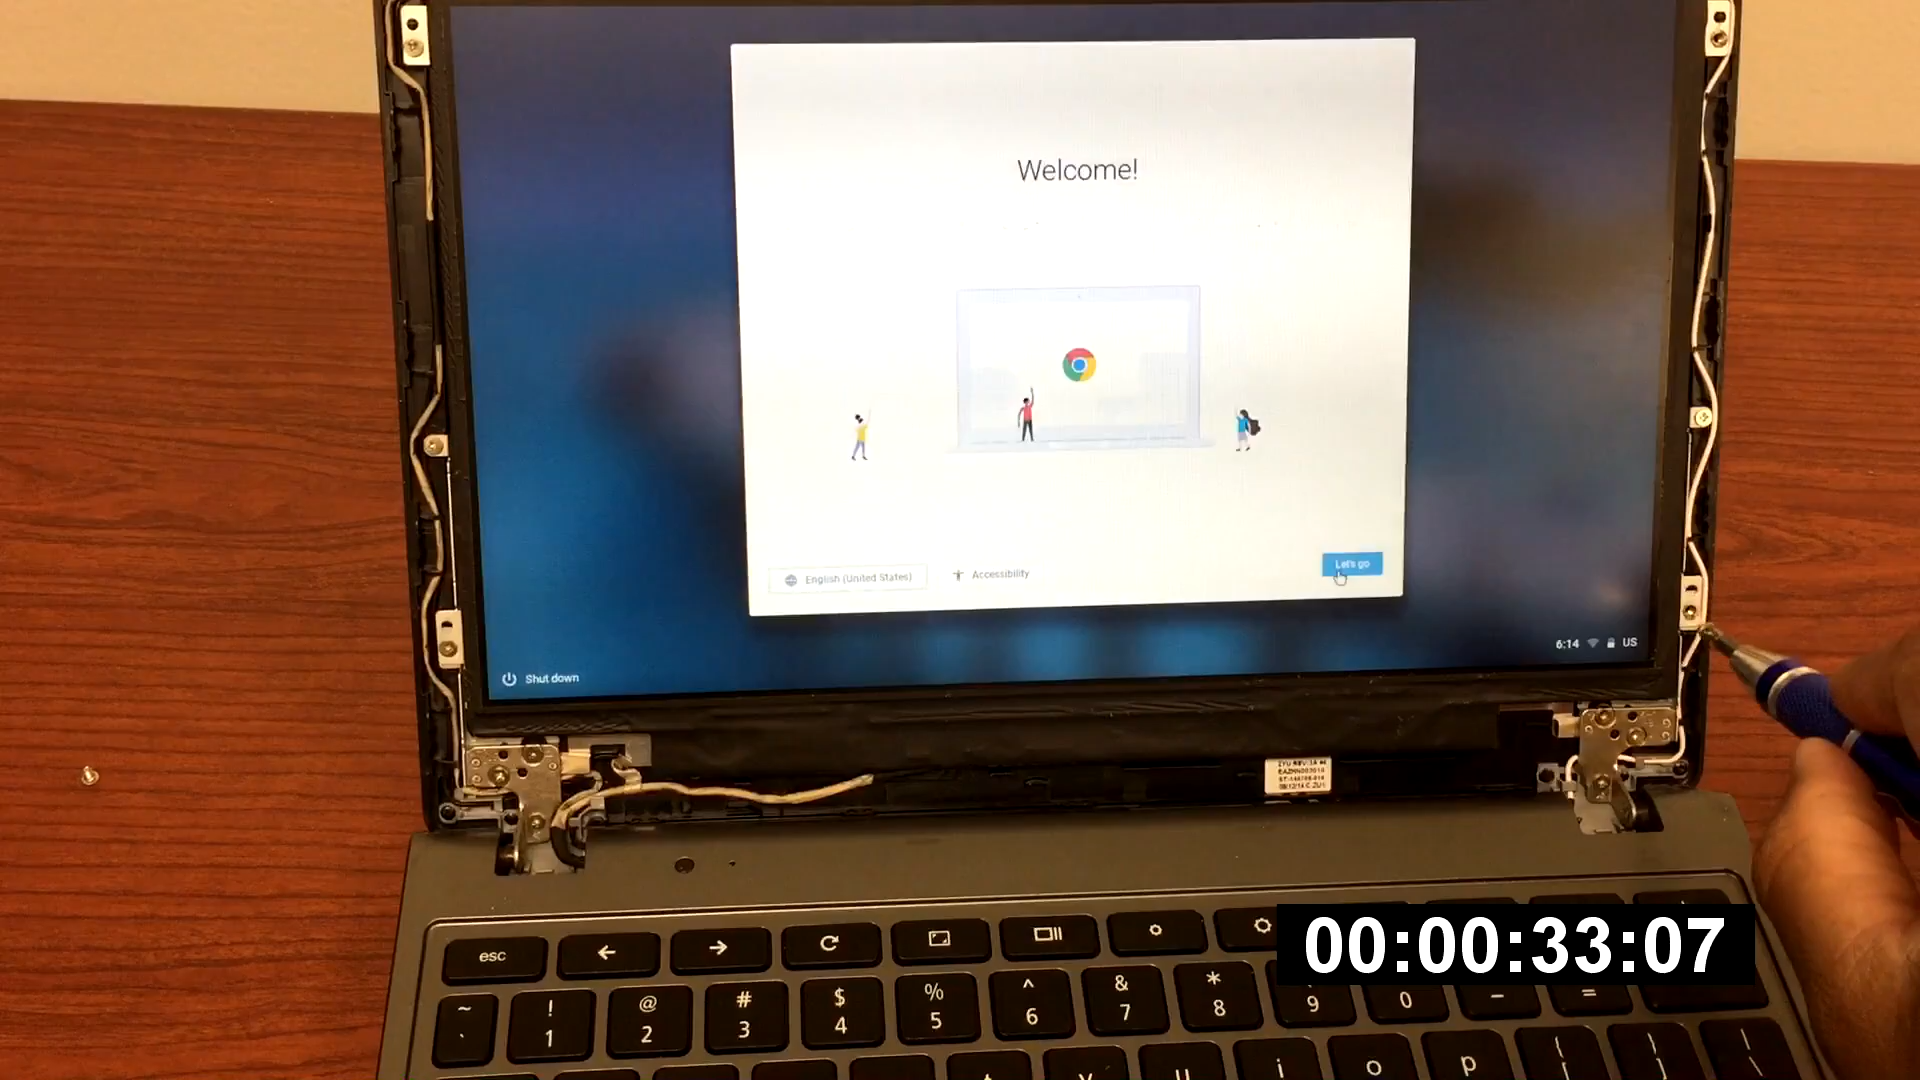 Welcome!
English (United States)
Accessibility
Let's go
6:14
US
Shut down
esc
00:00:33:07
~ ! @ # $ % ^ & *
` 1 2 3 4 5 6 7 8 9 0 - =
t y u i o p [ ] \